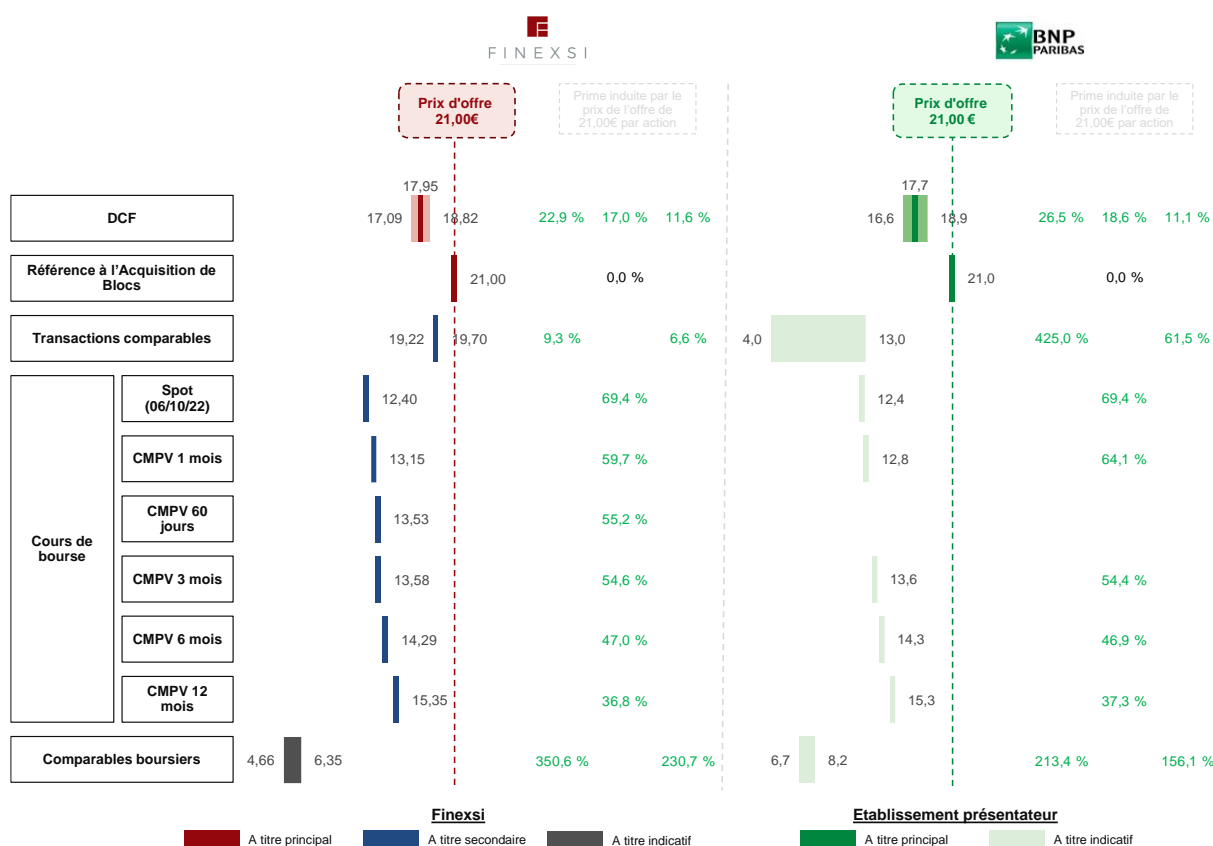 FINEXSI
BNP
PARIBAS
Prix d'offre
21,00€
Prime induite par le
prix de l'offre de
21,00€ par action
Prix d'offre
21,00 €
Prime induite par le
prix de l'offre de
21,00€ par action
DCF
17,09
17,95
18,82
22,9 %
17,0 %
11,6 %
16,6
17,7
18,9
26,5 %
18,6 %
11,1 %
Référence à l'Acquisition de
Blocs
21,00
0,0 %
21,0
0,0 %
Transactions comparables
19,22
19,70
9,3 %
6,6 %
4,0
13,0
425,0 %
61,5 %
Cours de
bourse
Spot
(06/10/22)
12,40
69,4 %
12,4
69,4 %
CMPV 1 mois
13,15
59,7 %
12,8
64,1 %
CMPV 60
jours
13,53
55,2 %
CMPV 3 mois
13,58
54,6 %
13,6
54,4 %
CMPV 6 mois
14,29
47,0 %
14,3
46,9 %
CMPV 12
mois
15,35
36,8 %
15,3
37,3 %
Comparables boursiers
4,66
6,35
350,6 %
230,7 %
6,7
8,2
213,4 %
156,1 %
Finexsi
A titre principal
A titre secondaire
A titre indicatif
Etablissement présentateur
A titre principal
A titre indicatif